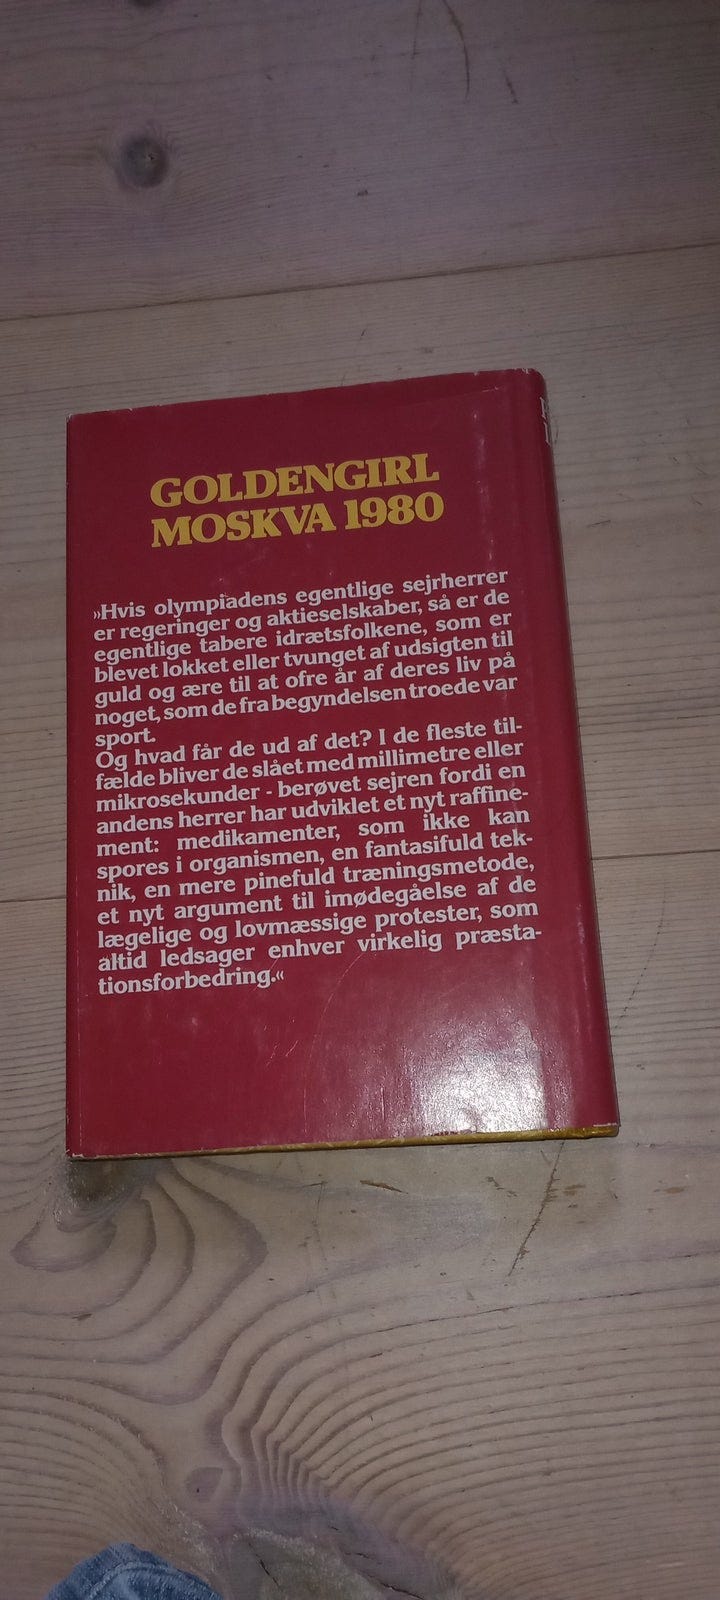 GOLDENGIRL
MOSKVA 1980
»Hvis olympiadens egentlige sejrherrer
er regeringer og aktieselskaber, så er de
egentlige tabere idrætsfolkene, som er
blevet lokket eller tvunget af udsigten til
guld og ære til at ofre år af deres liv på
noget, som de fra begyndelsen troede var
sport.
Og hvad får de ud af det? I de fleste til-
fælde bliver de slået med millimetre eller
mikrosekunder - berøvet sejren fordi en
andens herrer har udviklet et nyt raffine-
ment: medikamenter, som ikke kan
spores i organismen, en fantasifuld tek-
nik, en mere pinefuld træningsmetode,
et nyt argument til imødegåelse af de
lægelige og lovmæssige protester, som
altid ledsager enhver virkelig præsta-
tionsforbedring.«